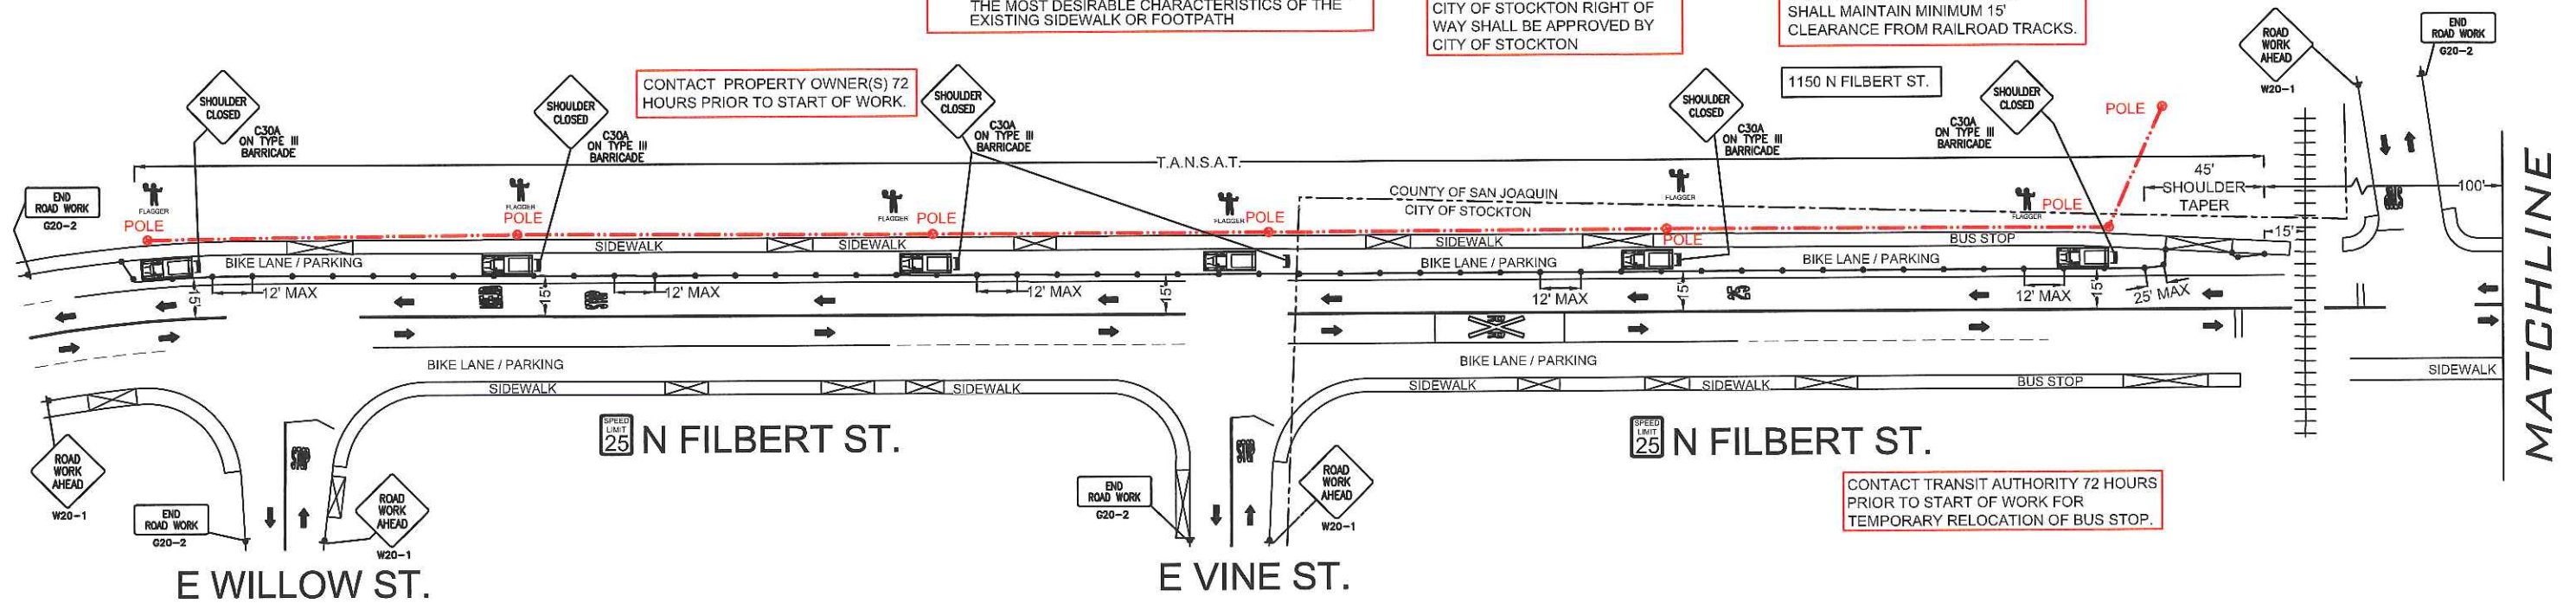 THE MOST DESIRABLE CHARACTERISTICS OF THE
EXISTING SIDEWALK OR FOOTPATH
CITY OF STOCKTON RIGHT OF
WAY SHALL BE APPROVED BY
CITY OF STOCKTON
SHALL MAINTAIN MINIMUM 15'
CLEARANCE FROM RAILROAD TRACKS.
ROAD
WORK
AHEAD
W20-1
END
ROAD WORK
G20-2
CONTACT PROPERTY OWNER(S) 72
HOURS PRIOR TO START OF WORK.
1150 N FILBERT ST.
SHOULDER
CLOSED
C30A
ON TYPE III
BARRICADE
SHOULDER
CLOSED
C30A
ON TYPE III
BARRICADE
SHOULDER
CLOSED
C30A
ON TYPE III
BARRICADE
SHOULDER
CLOSED
C30A
ON TYPE III
BARRICADE
SHOULDER
CLOSED
C30A
ON TYPE III
BARRICADE
POLE
T.A.N.S.A.T.
45'
SHOULDER
TAPER
100'
15'
END
ROAD WORK
G20-2
FLAGGER
POLE
FLAGGER
POLE
FLAGGER
POLE
FLAGGER
POLE
FLAGGER
POLE
FLAGGER
POLE
COUNTY OF SAN JOAQUIN
CITY OF STOCKTON
SIDEWALK
SIDEWALK
SIDEWALK
BUS STOP
BIKE LANE / PARKING
BIKE LANE / PARKING
BIKE LANE / PARKING
15'
12' MAX
15'
12' MAX
12' MAX
15'
12' MAX
15'
12' MAX
15'
25' MAX
BIKE LANE / PARKING
BIKE LANE / PARKING
SIDEWALK
SIDEWALK
SIDEWALK
SIDEWALK
BUS STOP
SIDEWALK
MATCHLINE
SPEED
LIMIT
25
N FILBERT ST.
SPEED
LIMIT
25
N FILBERT ST.
ROAD
WORK
AHEAD
W20-1
END
ROAD WORK
G20-2
STOP
ROAD
WORK
AHEAD
W20-1
END
ROAD WORK
G20-2
STOP
ROAD
WORK
AHEAD
W20-1
CONTACT TRANSIT AUTHORITY 72 HOURS
PRIOR TO START OF WORK FOR
TEMPORARY RELOCATION OF BUS STOP.
E WILLOW ST.
E VINE ST.